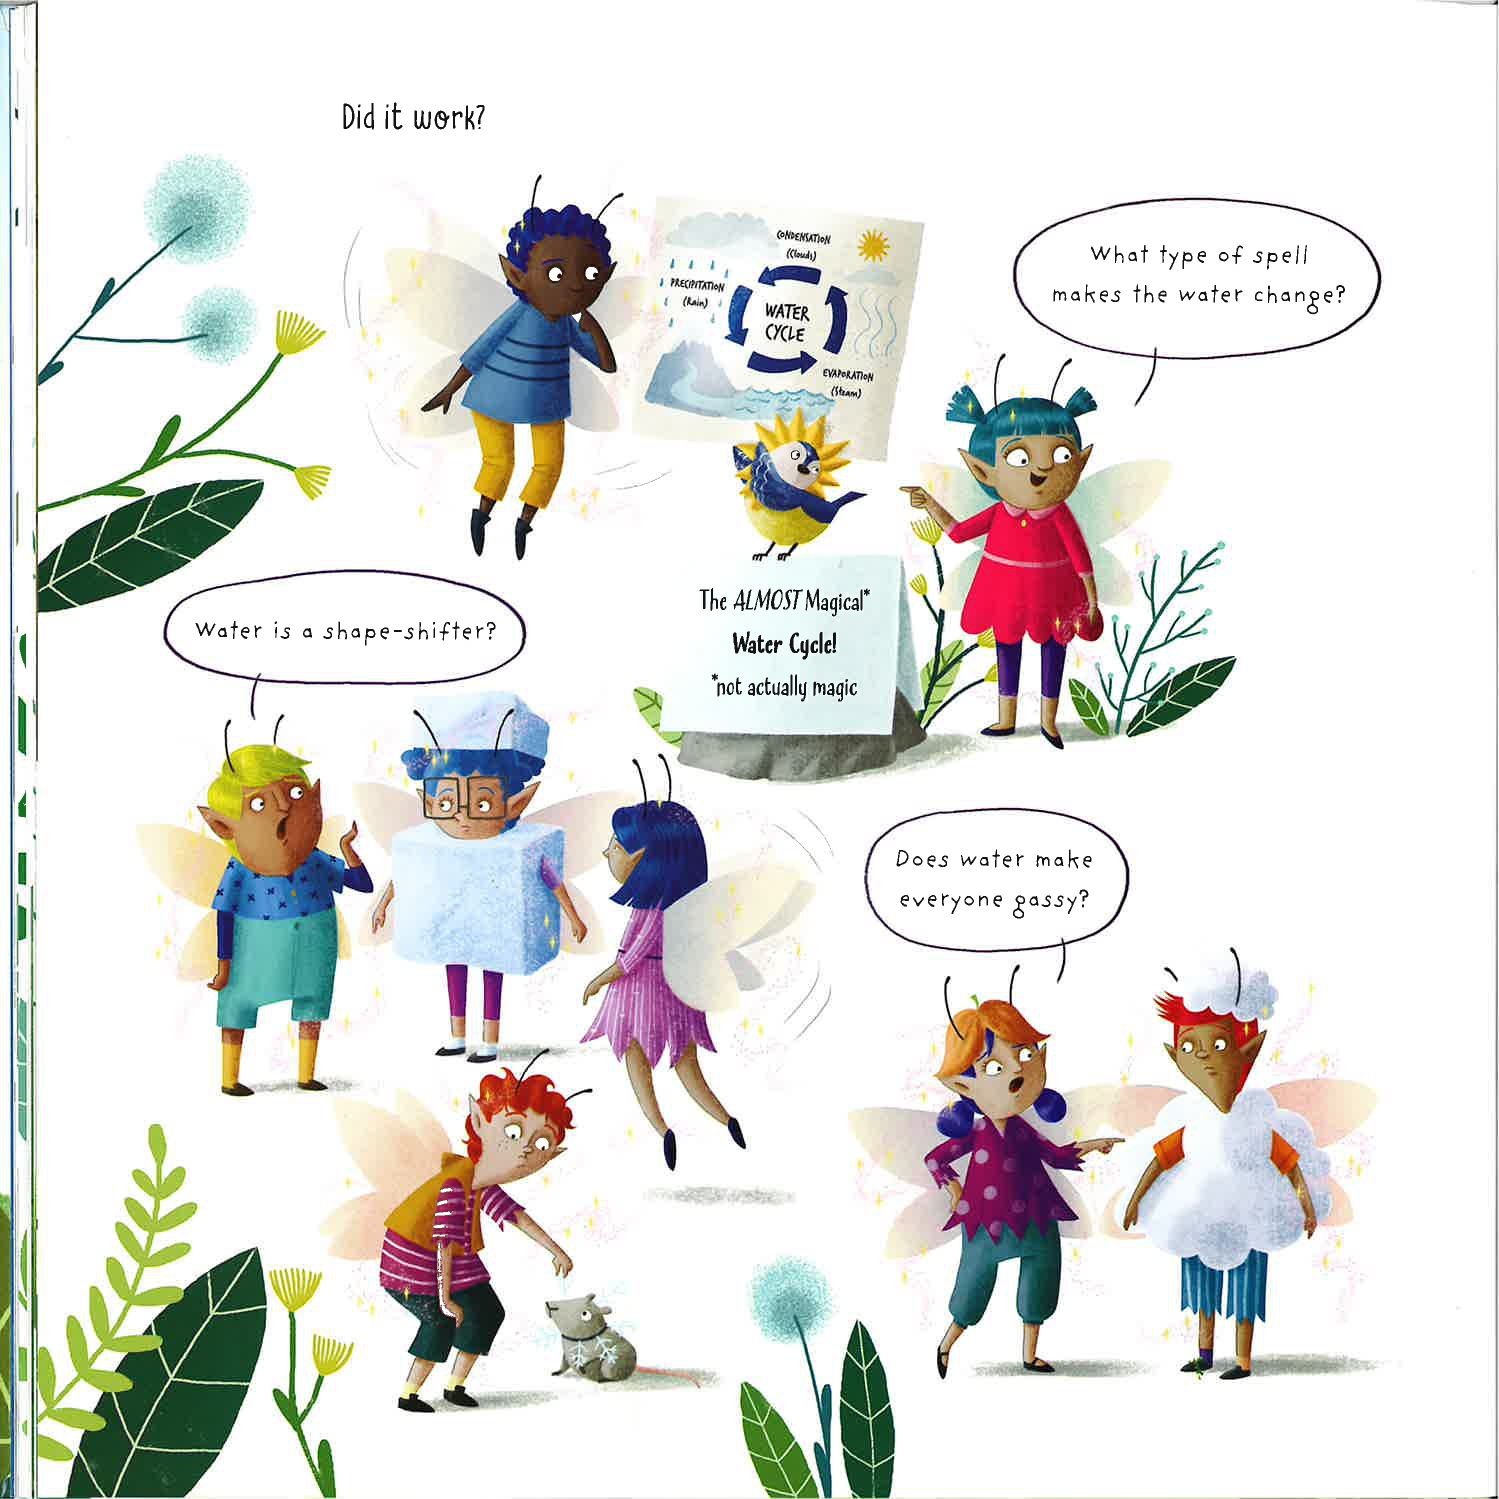 Did it work?
CONDENSATION
(Clouds)
PRECIPITATION
(Rain)
WATER
CYCLE
EVAPORATION
(Steam)
What type of spell
makes the water change?
The ALMOST Magical*
Water Cycle!
*not actually magic
Water is a shape-shifter?
Does water make
everyone gassy?